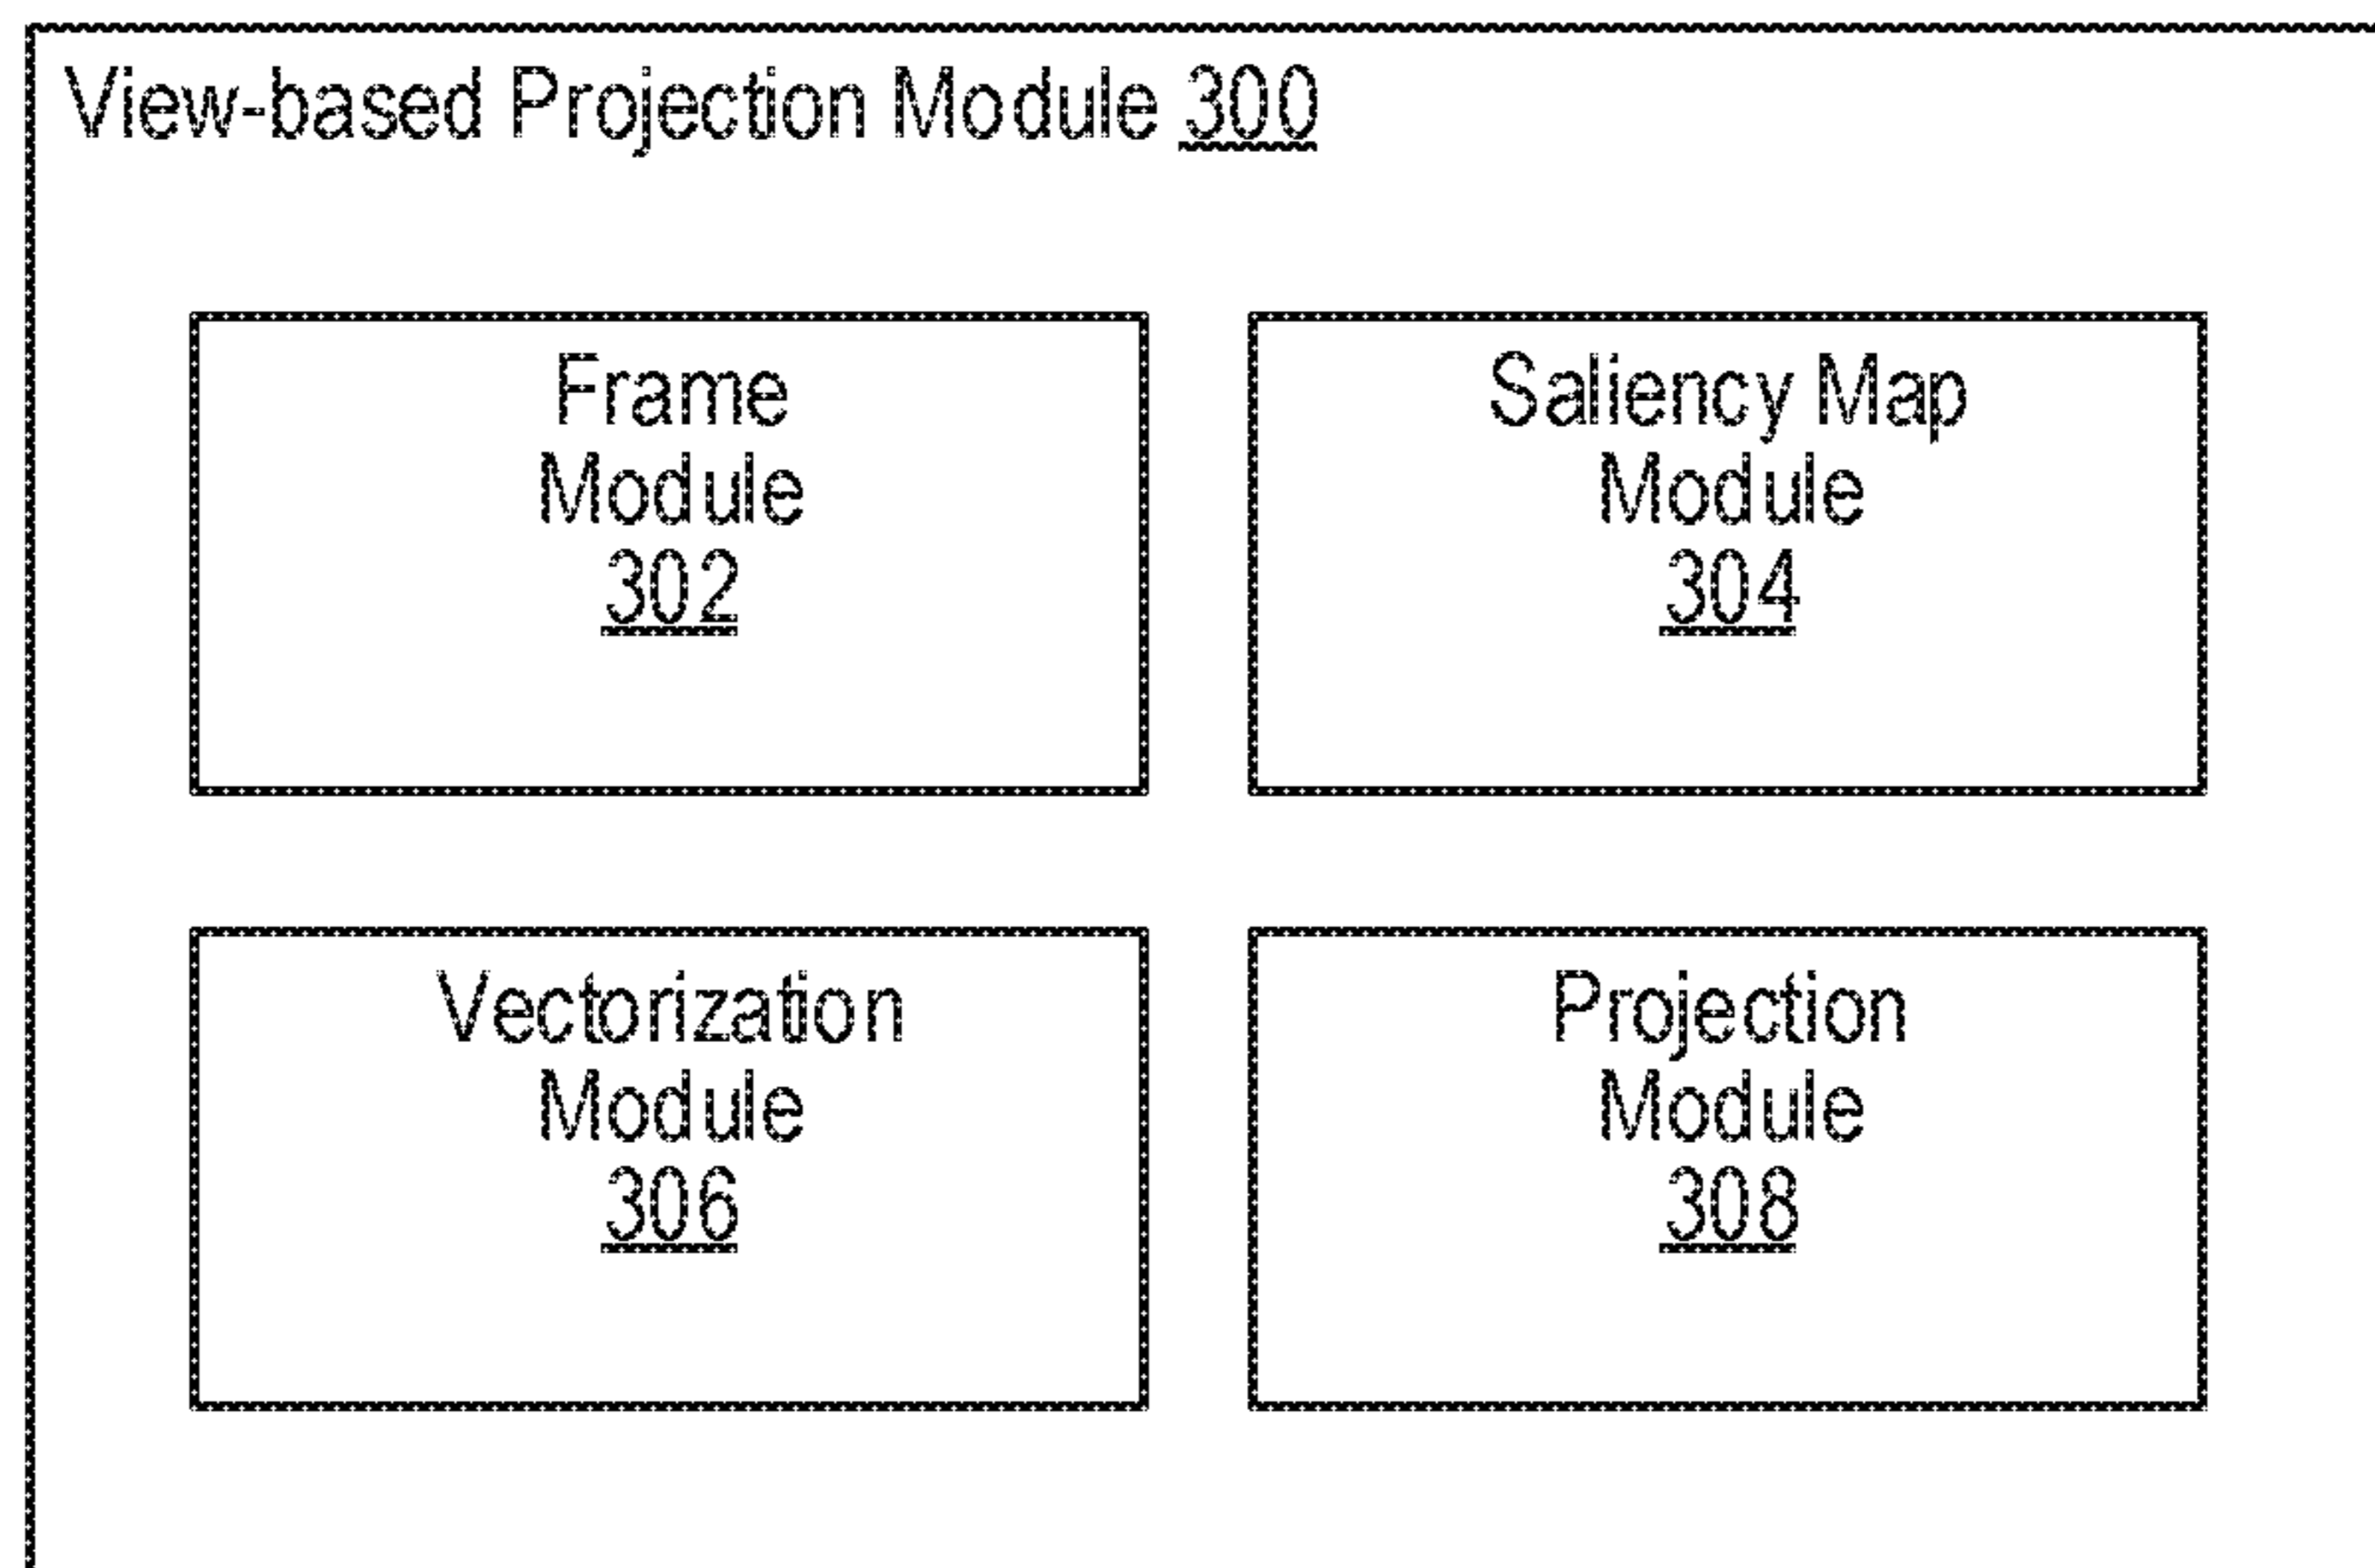 View-based Projection Module 300
Frame
Module
302
Saliency Map
Module
304
Vectorization
Module
306
Projection
Module
308